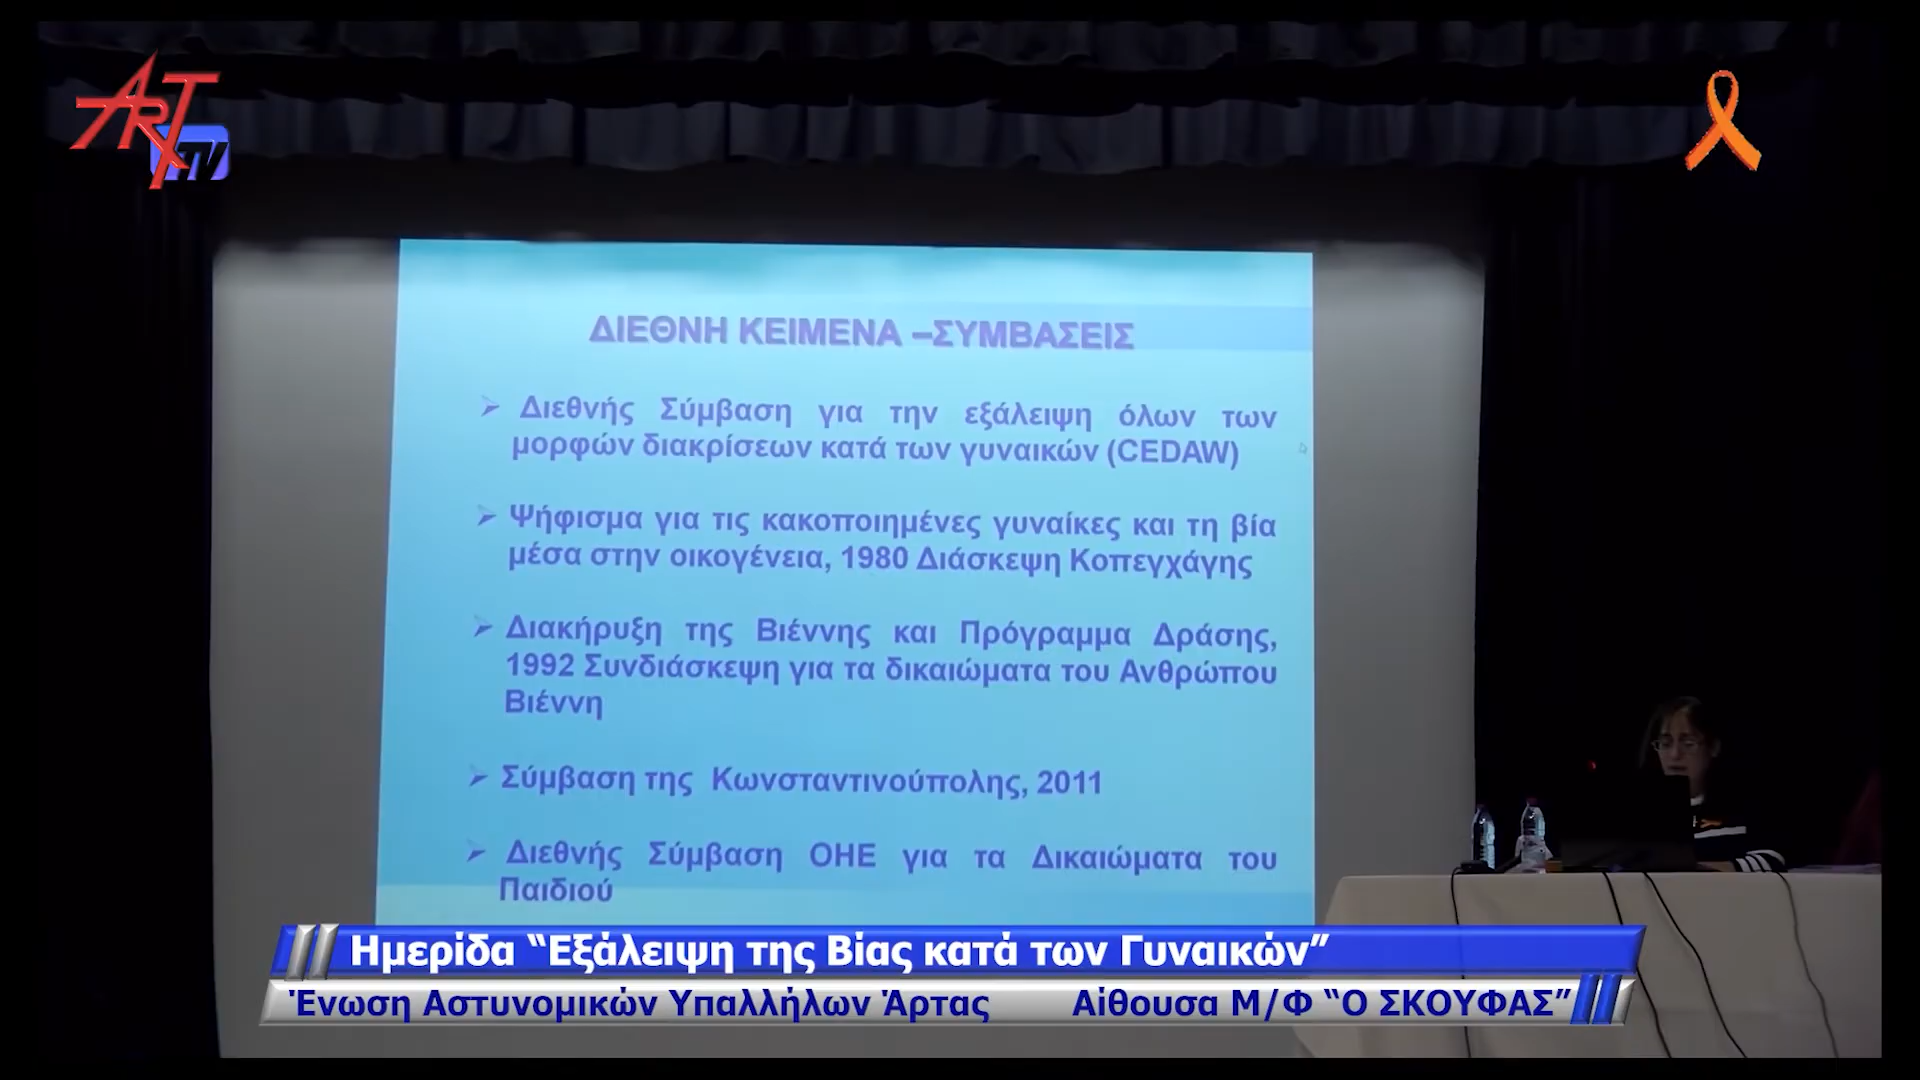 ART TV
ΔΙΕΘΝΗ ΚΕΙΜΕΝΑ –ΣΥΜΒΑΣΕΙΣ
➢ Διεθνής Σύμβαση για την εξάλειψη όλων των
μορφών διακρίσεων κατά των γυναικών (CEDAW)
➢ Ψήφισμα για τις κακοποιημένες γυναίκες και τη βία
μέσα στην οικογένεια, 1980 Διάσκεψη Κοπεγχάγης
➢ Διακήρυξη της Βιέννης και Πρόγραμμα Δράσης,
1992 Συνδιάσκεψη για τα δικαιώματα του Ανθρώπου
Βιέννη
➢ Σύμβαση της Κωνσταντινούπολης, 2011
➢ Διεθνής Σύμβαση ΟΗΕ για τα Δικαιώματα του
Παιδιού
Ημερίδα “Εξάλειψη της Βίας κατά των Γυναικών”
Ένωση Αστυνομικών Υπαλλήλων Άρτας Αίθουσα Μ/Φ “Ο ΣΚΟΥΦΑΣ”